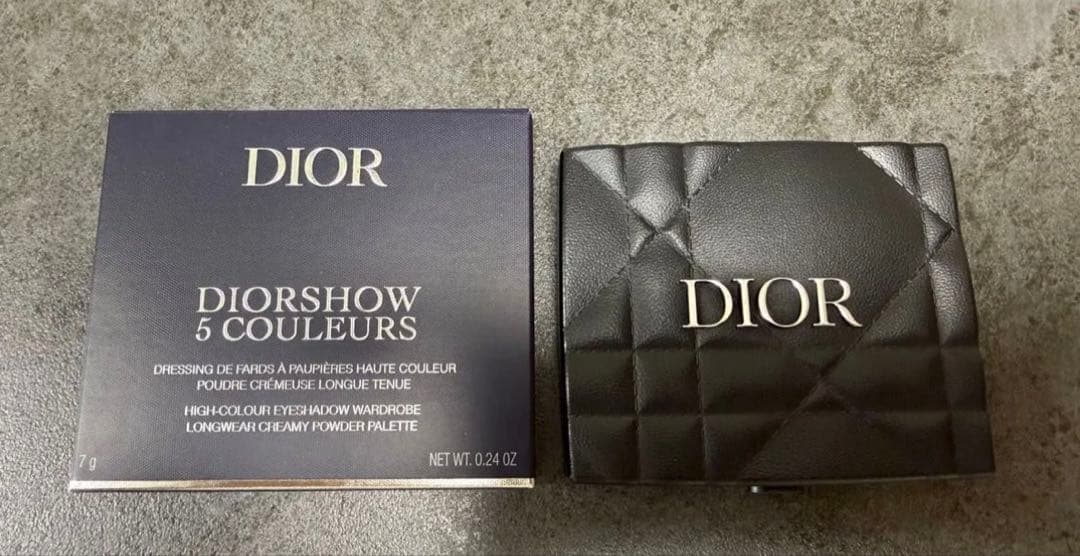 DIOR
DIORSHOW
5 COULEURS
DRESSING DE FARDS À PAUPIÈRES HAUTE COULEUR
POUDRE CRÉMEUSE LONGUE TENUE
HIGH-COLOUR EYESHADOW WARDROBE
LONGWEAR CREAMY POWDER PALETTE
7 g
NET WT. 0.24 OZ
DIOR